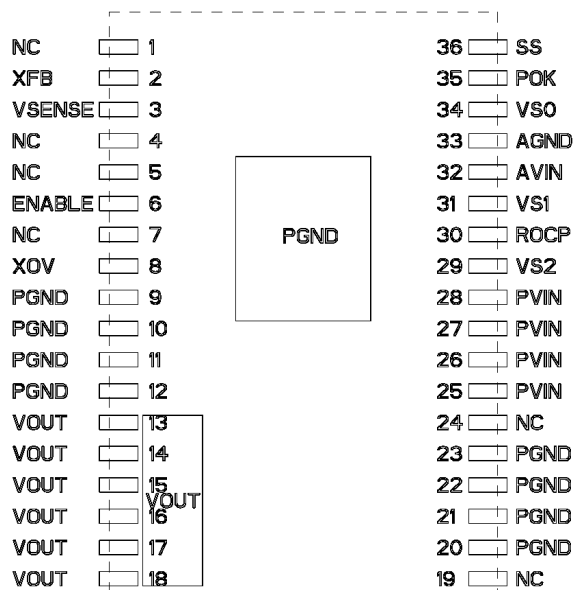 NC 1 36 SS
XFB 2 35 POK
VSENSE 3 34 VS0
NC 4 33 AGND
NC 5 32 AVIN
ENABLE 6 31 VS1
NC 7 PGND 30 ROCP
XOV 8 29 VS2
PGND 9 28 PVIN
PGND 10 27 PVIN
PGND 11 26 PVIN
PGND 12 25 PVIN
VOUT 13 24 NC
VOUT 14 23 PGND
VOUT 15 22 PGND
VOUT
VOUT 16 21 PGND
VOUT 17 20 PGND
VOUT 18 19 NC